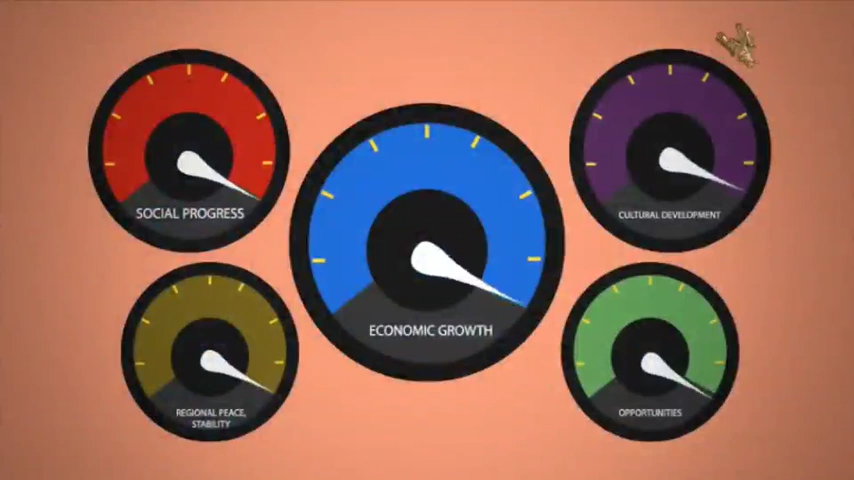 SOCIAL PROGRESS
CULTURAL DEVELOPMENT
ECONOMIC GROWTH
REGIONAL PEACE,
STABILITY
OPPORTUNITIES